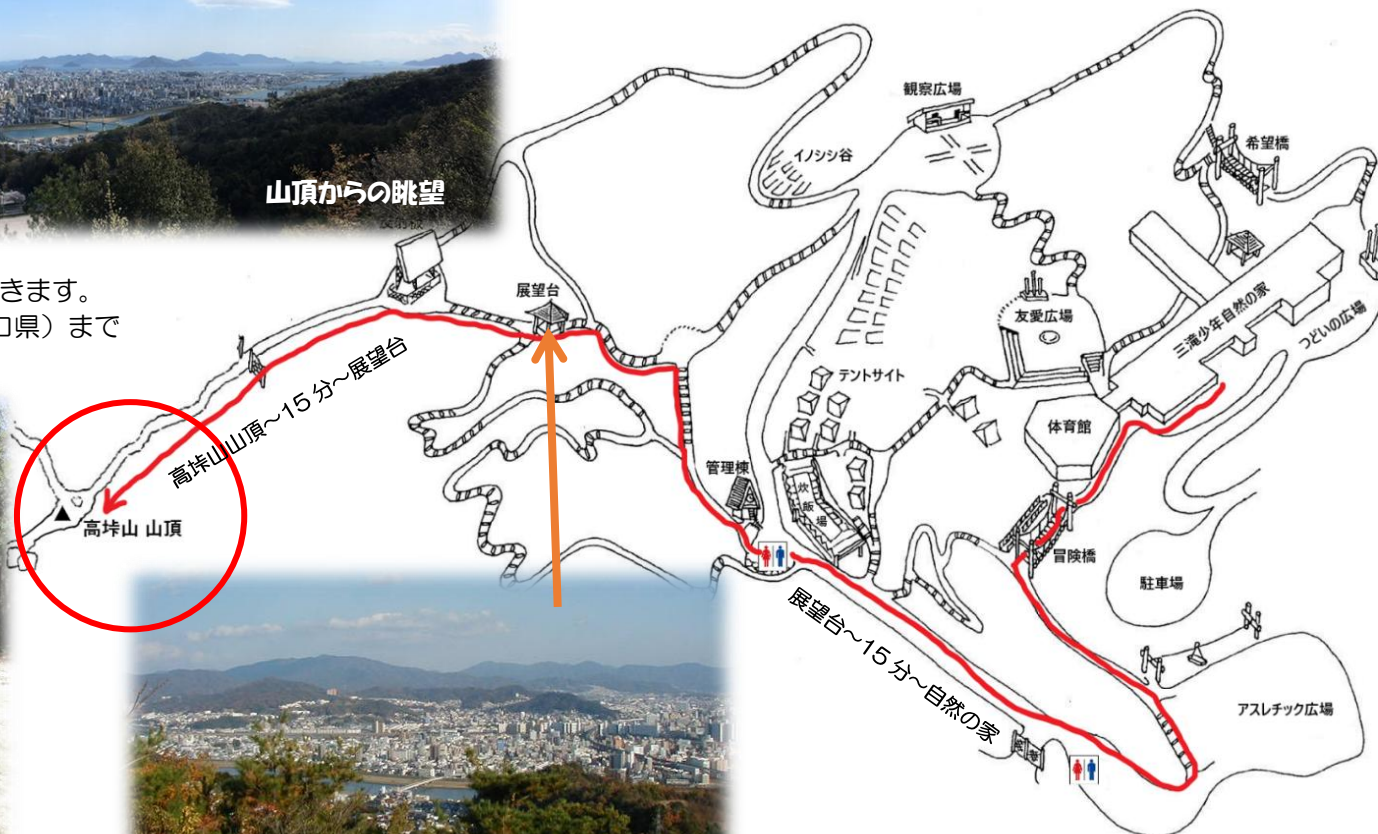 山頂からの眺望
きます。
口県）まで
観察広場
イノシシ谷
希望橋
展望台
友愛広場
三滝少年自然の家
つどいの広場
テントサイト
体育館
高垰山山頂～15分～展望台
管理棟
炊飯場
高垰山 山頂
冒険橋
駐車場
展望台～15分～自然の家
アスレチック広場